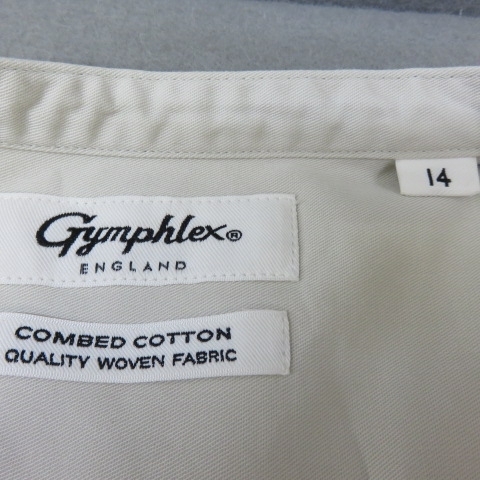 14
Gymphlex®
ENGLAND
COMBED COTTON
QUALITY WOVEN FABRIC